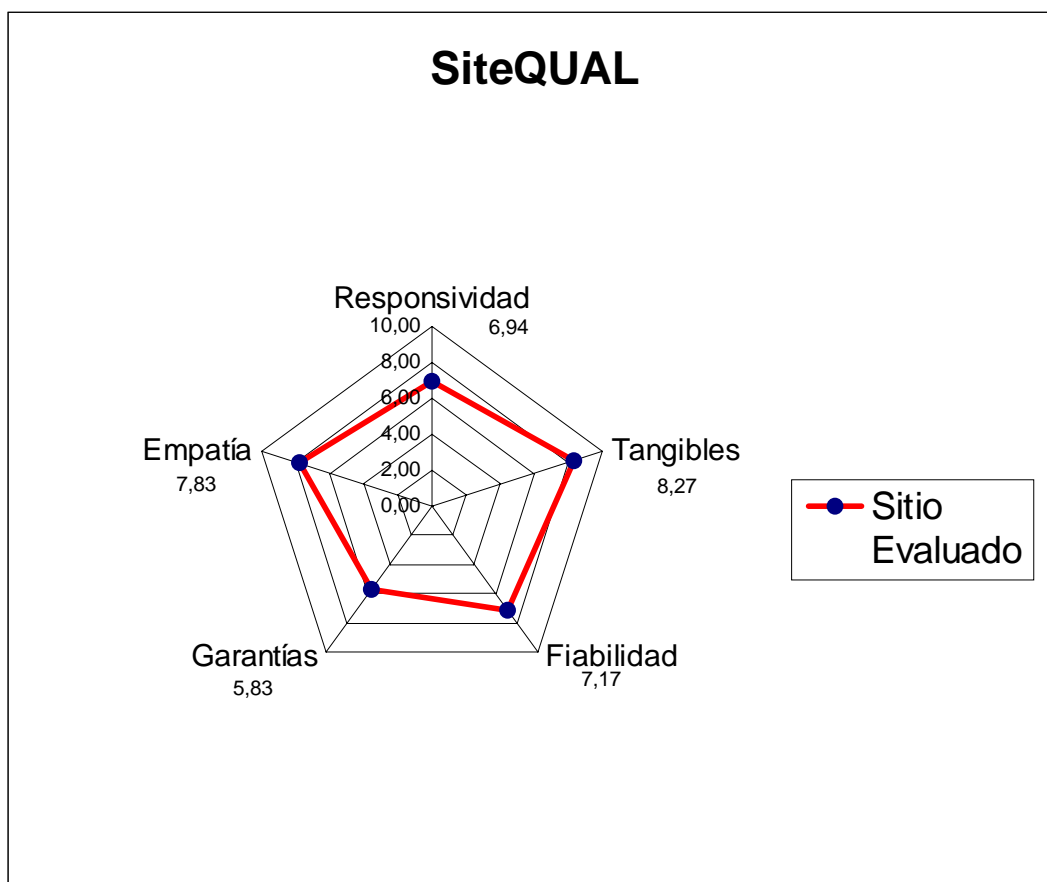 SiteQUAL
Responsividad
6,94
10,00
8,00
6,00
4,00
2,00
0,00
Empatía
7,83
Tangibles
8,27
Garantías
5,83
Fiabilidad
7,17
Sitio
Evaluado